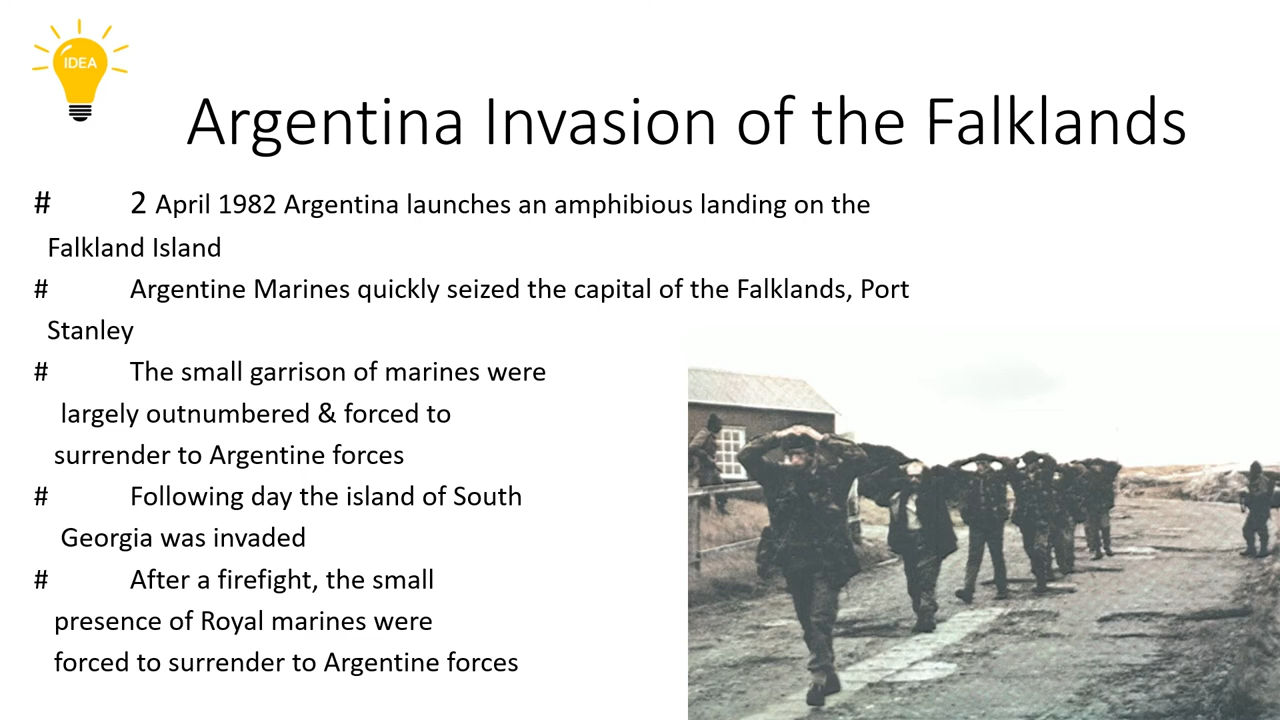 IDEA
Argentina Invasion of the Falklands
# 2 April 1982 Argentina launches an amphibious landing on the
Falkland Island
# Argentine Marines quickly seized the capital of the Falklands, Port
Stanley
# The small garrison of marines were
largely outnumbered & forced to
surrender to Argentine forces
# Following day the island of South
Georgia was invaded
# After a firefight, the small
presence of Royal marines were
forced to surrender to Argentine forces